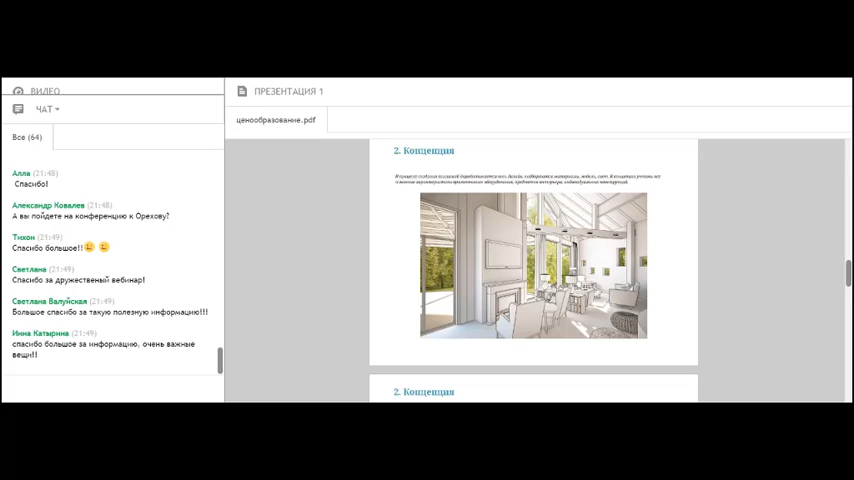 ВИДЕО
ЧАТ
Все (64)
Алла (21:48)
Спасибо!
Александр Ковалев (21:48)
А вы пойдете на конференцию к Орехову?
Тихон (21:49)
Спасибо большое!!
Светлана (21:49)
Спасибо за дружественый вебинар!
Светлана Валуйская (21:49)
Большое спасибо за такую полезную информацию!!!
Инна Катырина (21:49)
спасибо большое за информацию, очень важные
вещи!!
ПРЕЗЕНТАЦИЯ 1
ценообразование.pdf
2. Концепция
2. Концепция